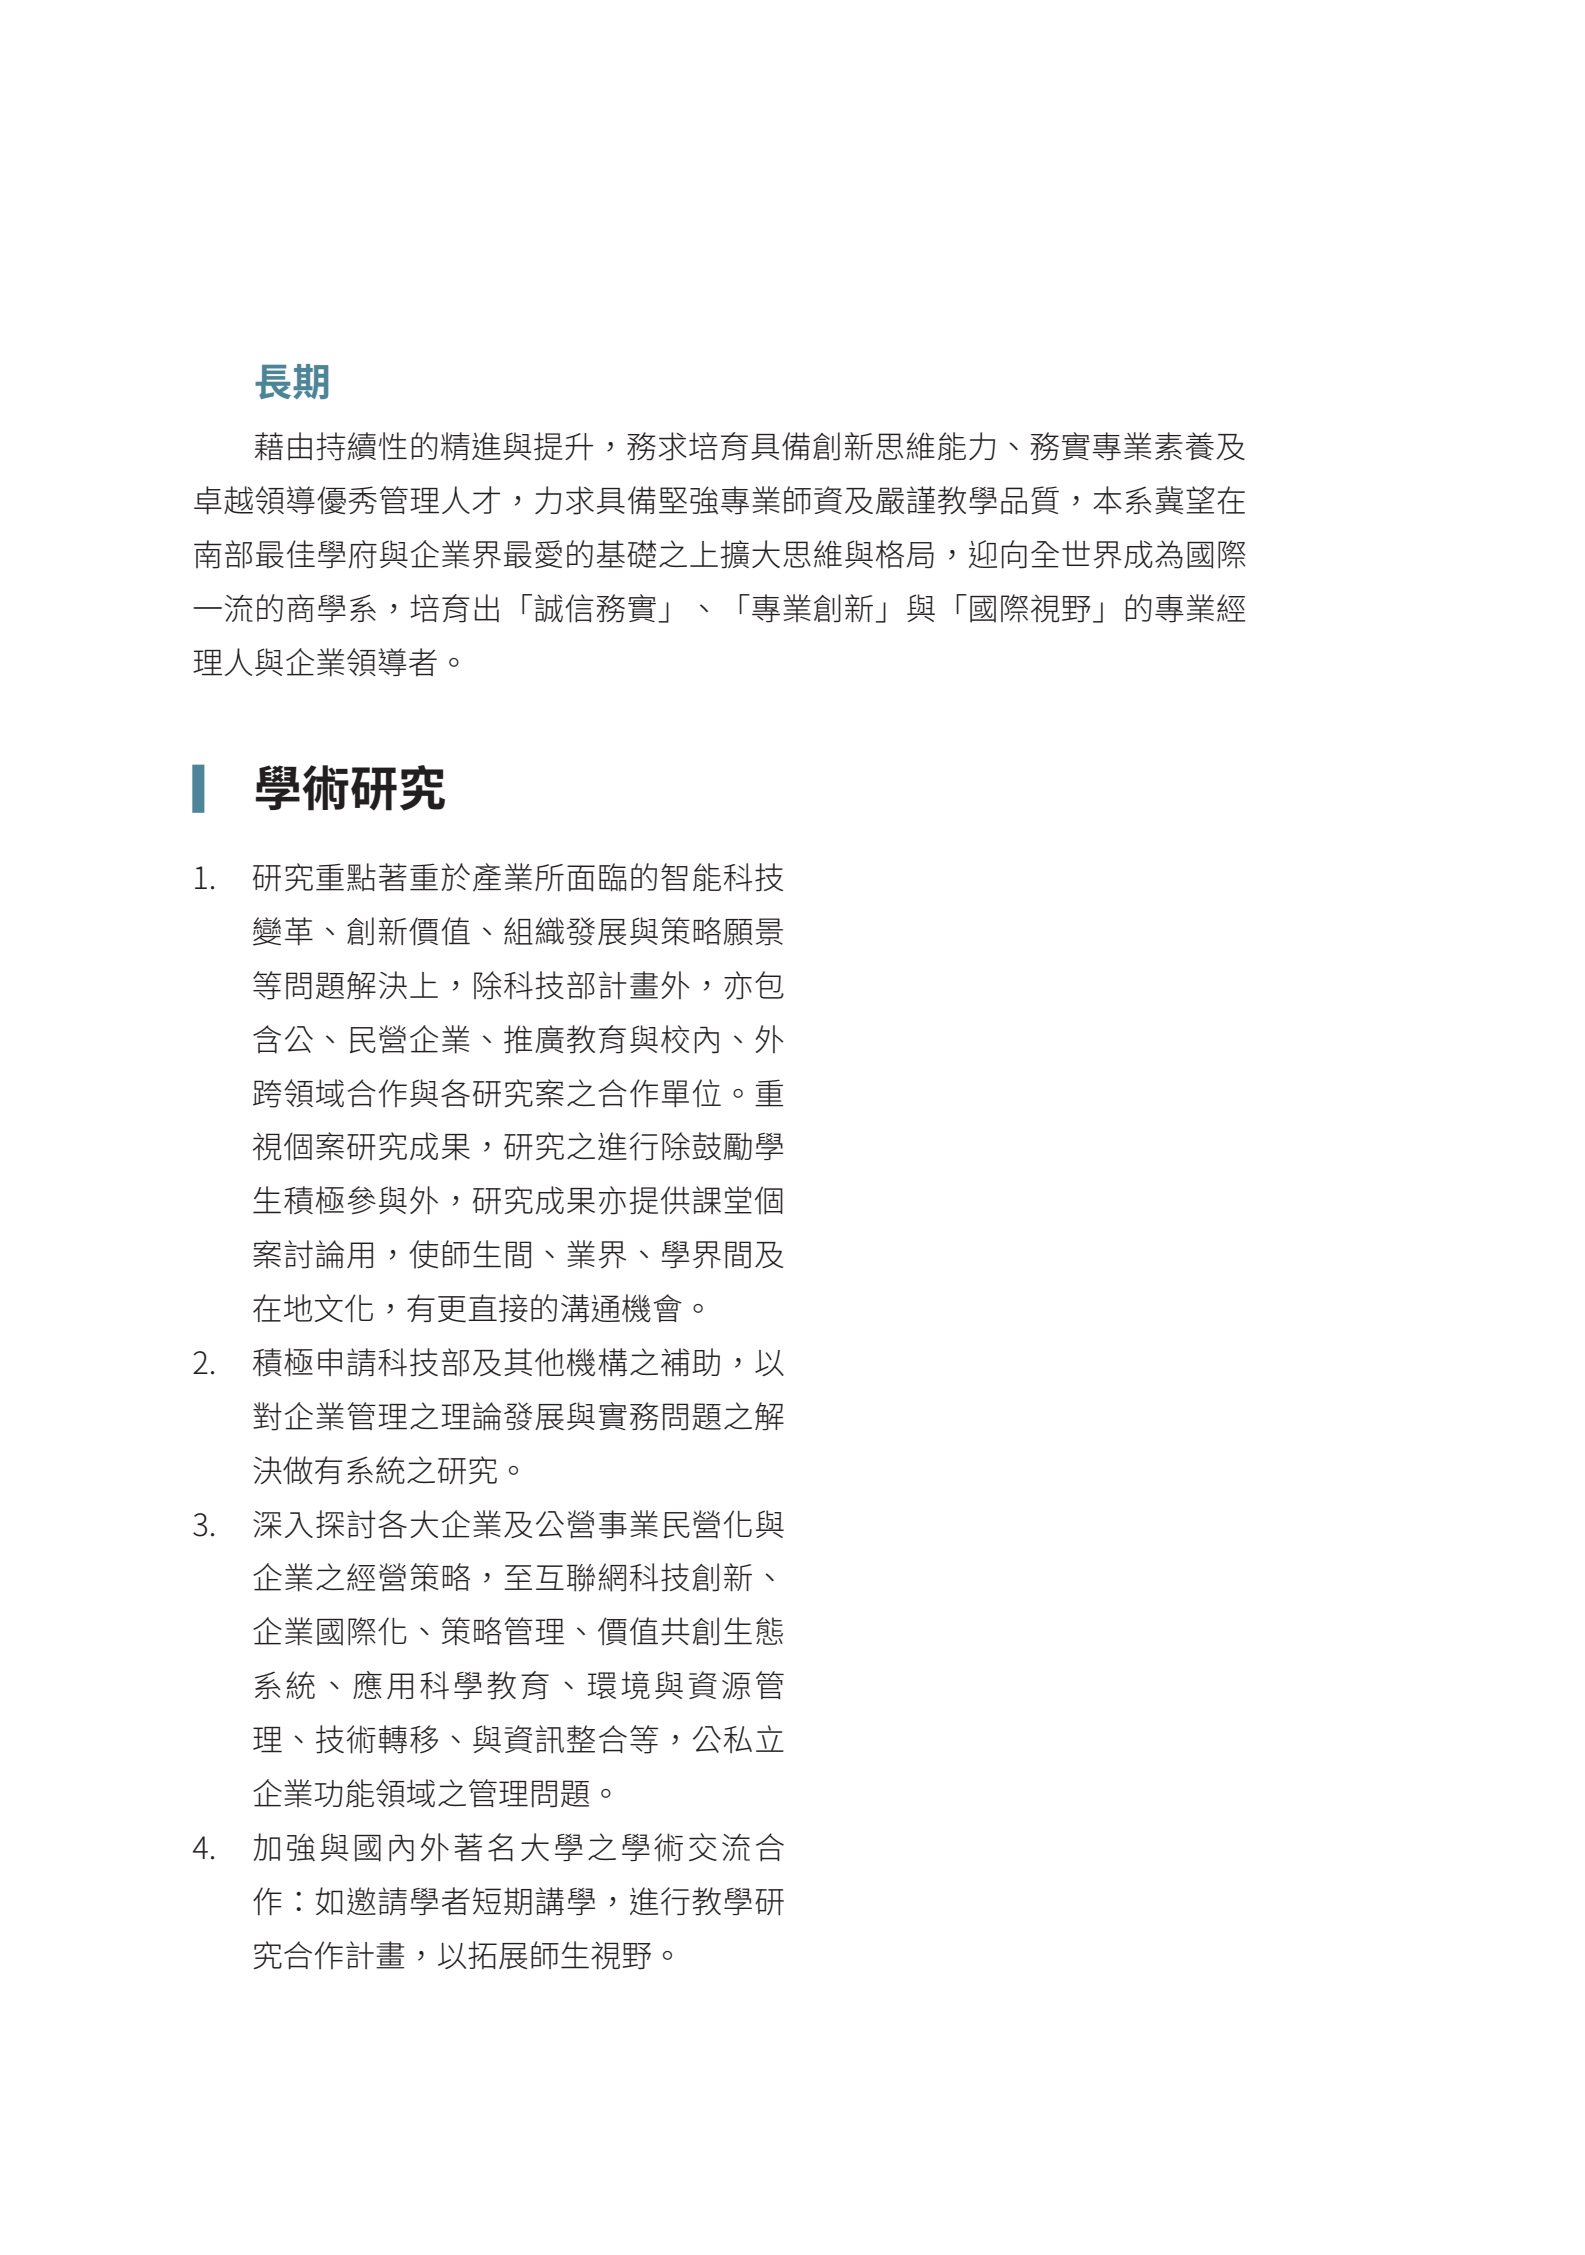 長期
藉由持續性的精進與提升，務求培育具備創新思維能力、務實專業素養及
卓越領導優秀管理人才，力求具備堅強專業師資及嚴謹教學品質，本系冀望在
南部最佳學府與企業界最愛的基礎之上擴大思維與格局，迎向全世界成為國際
一流的商學系，培育出「誠信務實」、「專業創新」與「國際視野」的專業經
理人與企業領導者。
學術研究
1. 研究重點著重於產業所面臨的智能科技
變革、創新價值、組織發展與策略願景
等問題解決上，除科技部計畫外，亦包
含公、民營企業、推廣教育與校內、外
跨領域合作與各研究案之合作單位。重
視個案研究成果，研究之進行除鼓勵學
生積極參與外，研究成果亦提供課堂個
案討論用，使師生間、業界、學界間及
在地文化，有更直接的溝通機會。
2. 積極申請科技部及其他機構之補助，以
對企業管理之理論發展與實務問題之解
決做有系統之研究。
3. 深入探討各大企業及公營事業民營化與
企業之經營策略，至互聯網科技創新、
企業國際化、策略管理、價值共創生態
系統、應用科學教育、環境與資源管
理、技術轉移、與資訊整合等，公私立
企業功能領域之管理問題。
4. 加強與國內外著名大學之學術交流合
作：如邀請學者短期講學，進行教學研
究合作計畫，以拓展師生視野。